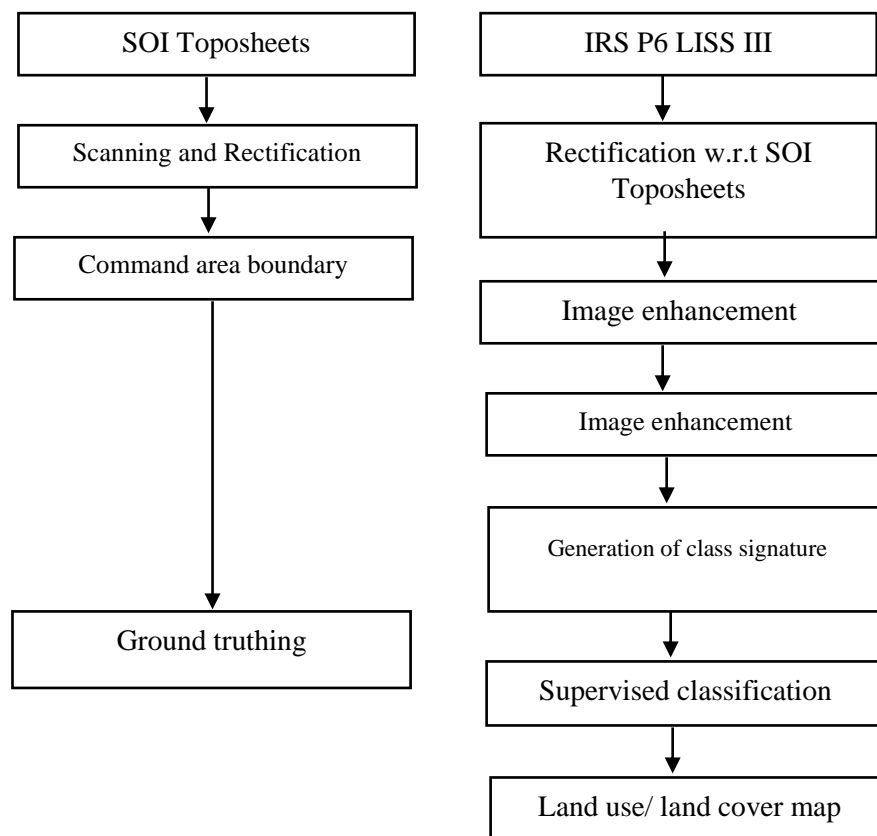 SOI Toposheets
Scanning and Rectification
Command area boundary
Ground truthing
IRS P6 LISS III
Rectification w.r.t SOI
Toposheets
Image enhancement
Image enhancement
Generation of class signature
Supervised classification
Land use/ land cover map